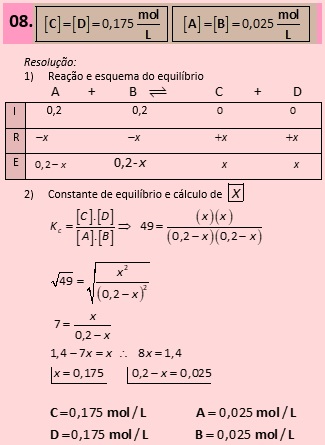 08. [C]=[D]=0,175 mol/L [A]=[B]=0,025 mol/L
Resolução:
1) Reação e esquema do equilíbrio
A + B ⇌ C + D
I 0,2 0,2 0 0
R –x –x +x +x
E 0,2–x 0,2-x x x
2) Constante de equilíbrio e cálculo de x
Kc = [C].[D]/[A].[B] ⇒ 49 = (x)(x)/(0,2–x)(0,2–x)
√49 = √(x²/(0,2–x)²)
7 = x/0,2–x
1,4–7x=x ∴ 8x=1,4
x=0,175 0,2–x=0,025
C=0,175 mol/L A=0,025 mol/L
D=0,175 mol/L B=0,025 mol/L